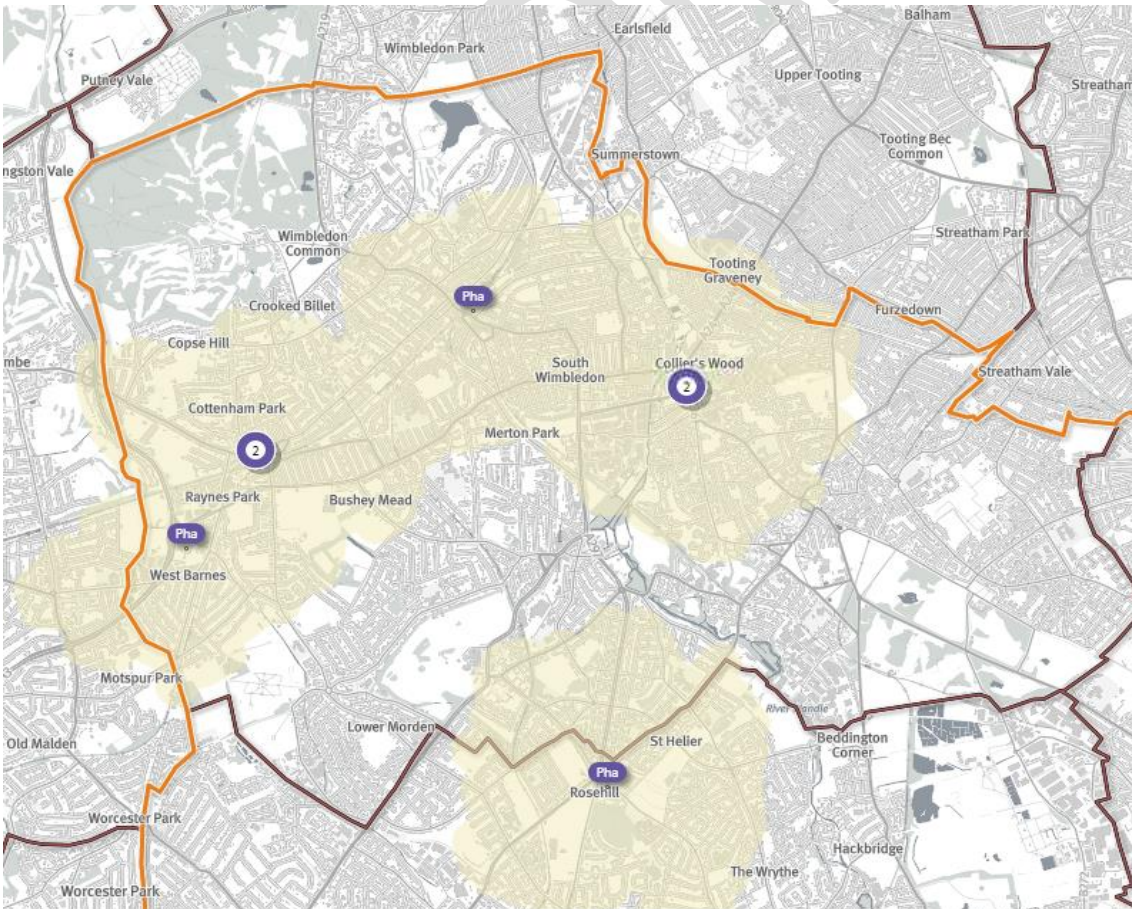 Earlsfield
Balham
Wimbledon Park
A219
Putney Vale
Upper Tooting
Streatham
Tooting Bec
Common
Summerstown
ngston Vale
Streatham Park
Wimbledon
Common
Tooting
Graveney
Pha
Crooked Billet
Furzedown
Copse Hill
mbe
South
Wimbledon
Collier's Wood
Streatham Vale
2
Cottenham Park
Merton Park
2
Raynes Park
Bushey Mead
Pha
West Barnes
Motspur Park
Lower Morden
River Wandle
Old Malden
St Helier
Beddington
Corner
Pha
Rosehill
Worcester Park
Hackbridge
The Wrythe
Worcester Park